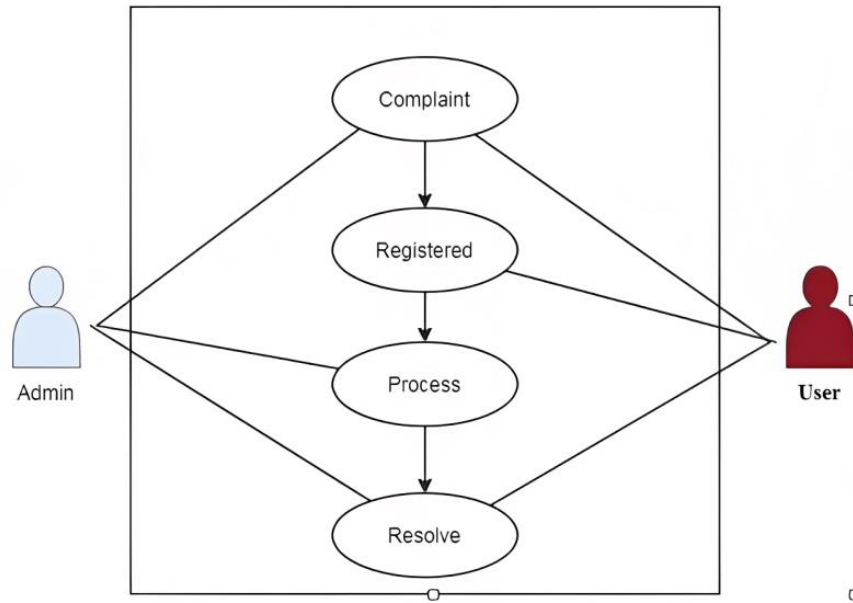 Complaint
Registered
Admin
Process
User
Resolve